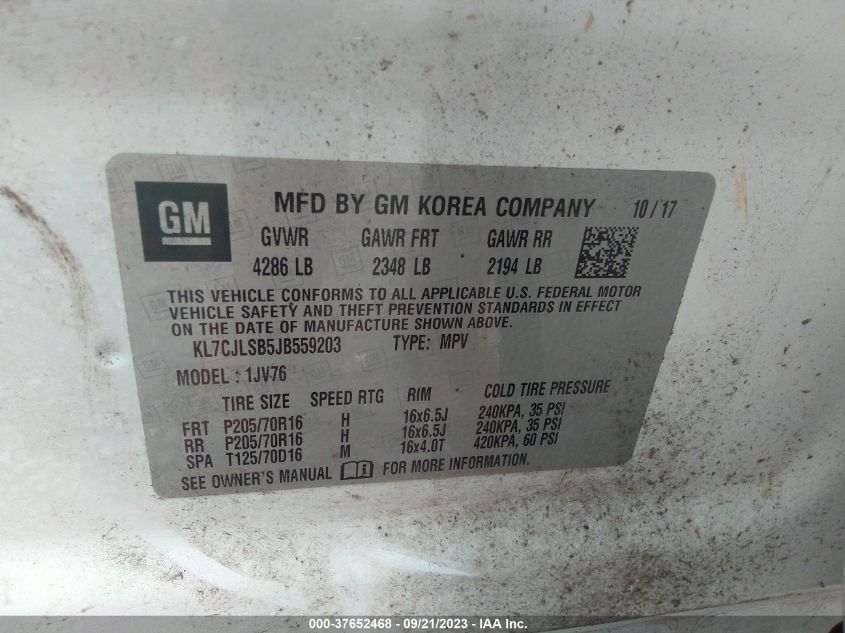 GM MFD BY GM KOREA COMPANY 10/17
GVWR GAWR FRT GAWR RR
4286 LB 2348 LB 2194 LB
THIS VEHICLE CONFORMS TO ALL APPLICABLE U.S. FEDERAL MOTOR
VEHICLE SAFETY AND THEFT PREVENTION STANDARDS IN EFFECT
ON THE DATE OF MANUFACTURE SHOWN ABOVE.
KL7CJLSB5JB559203 TYPE: MPV
MODEL : 1JV76
TIRE SIZE SPEED RTG RIM COLD TIRE PRESSURE
FRT P205/70R16 H 16x6.5J 240KPA, 35 PSI
RR P205/70R16 H 16x6.5J 240KPA, 35 PSI
SPA T125/70D16 M 16x4.0T 420KPA, 60 PSI
SEE OWNER'S MANUAL FOR MORE INFORMATION.
000-37652468 - 09/21/2023 - IAA Inc.